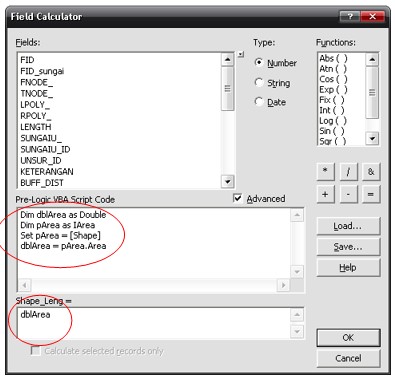 Field Calculator
Fields:
FID
FID_sungai
FNODE_
TNODE_
LPOLY_
RPOLY_
LENGTH
SUNGAIU_
SUNGAIU_ID
UNSUR_ID
KETERANGAN
BUFF_DIST
Type:
Number
String
Date
Functions:
Abs ( )
Atn ( )
Cos ( )
Exp ( )
Fix ( )
Int ( )
Log ( )
Sin ( )
Sqr ( )
* / &
+ - =
Pre-Logic VBA Script Code
Advanced
Dim dblArea as Double
Dim pArea as IArea
Set pArea = [Shape]
dblArea = pArea.Area
Load...
Save...
Help
Shape_Leng =
dblArea
Calculate selected records only
OK
Cancel